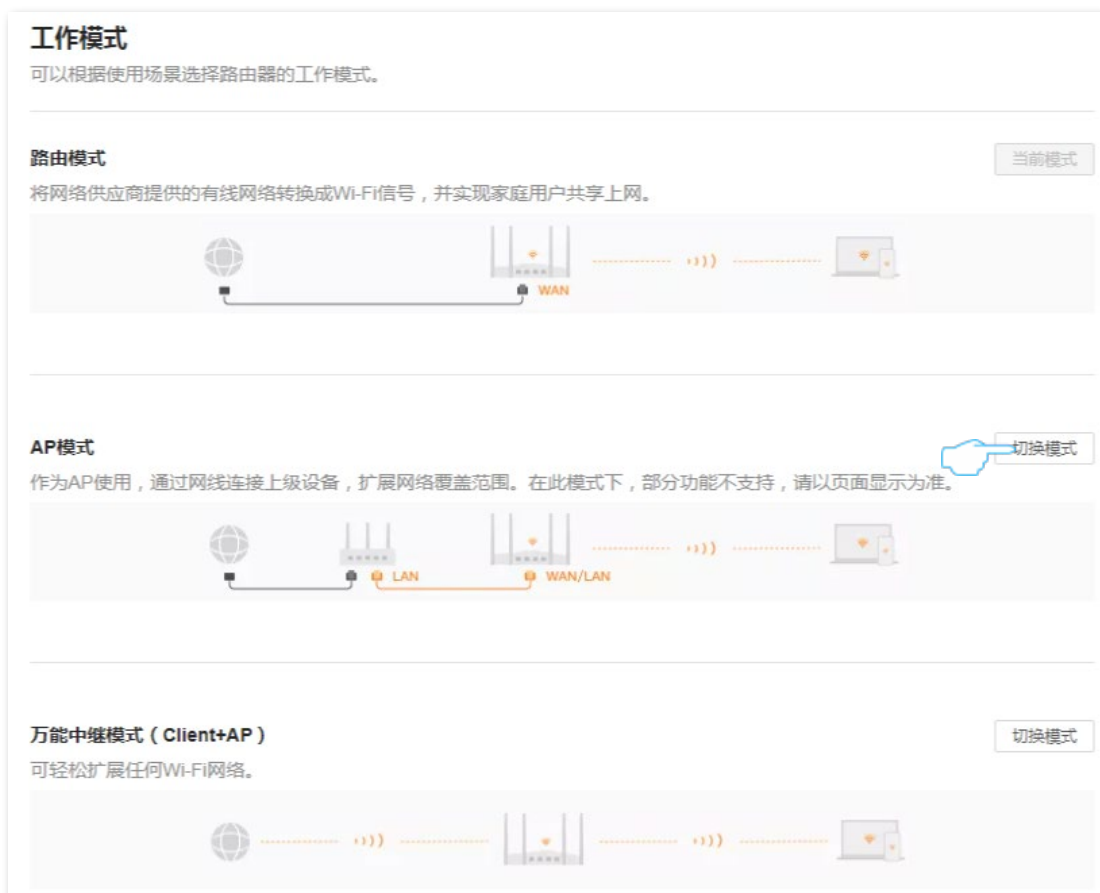 工作模式
可以根据使用场景选择路由器的工作模式。
路由模式
当前模式
将网络供应商提供的有线网络转换成Wi-Fi信号，并实现家庭用户共享上网。
WAN
AP模式
切换模式
作为AP使用，通过网线连接上级设备，扩展网络覆盖范围。在此模式下，部分功能不支持，请以页面显示为准。
LAN
WAN/LAN
万能中继模式（Client+AP）
切换模式
可轻松扩展任何Wi-Fi网络。